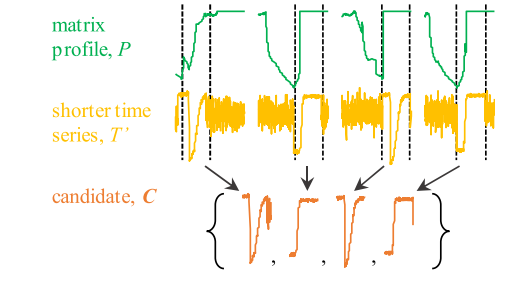 matrix
profile, P
shorter time
series, T’
candidate, C
{ , , , }